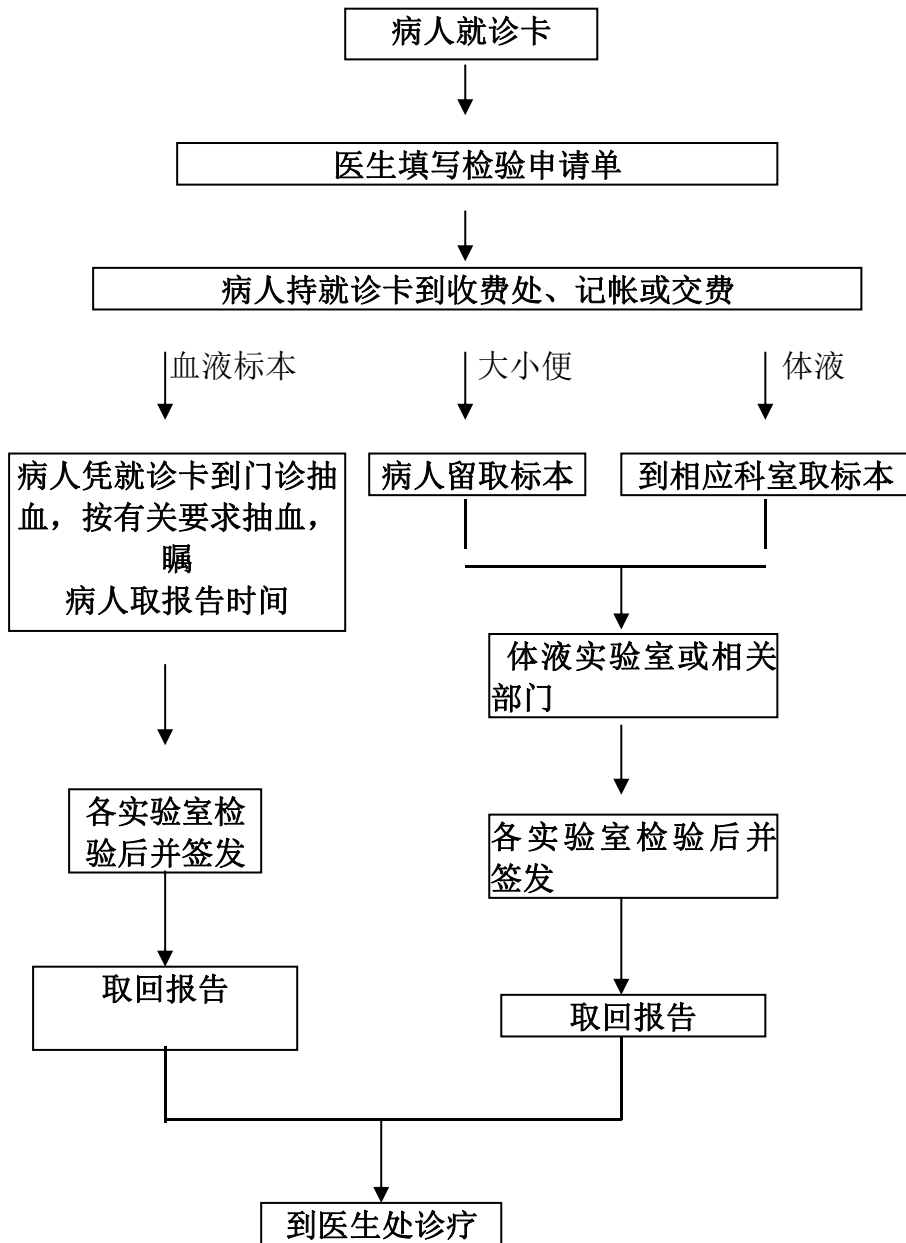 病人就诊卡
医生填写检验申请单
病人持就诊卡到收费处、记帐或交费
血液标本
大小便
体液
病人凭就诊卡到门诊抽
血，按有关要求抽血，
瞩
病人取报告时间
病人留取标本
到相应科室取标本
体液实验室或相关
部门
各实验室检
验后并签发
各实验室检验后并
签发
取回报告
取回报告
到医生处诊疗